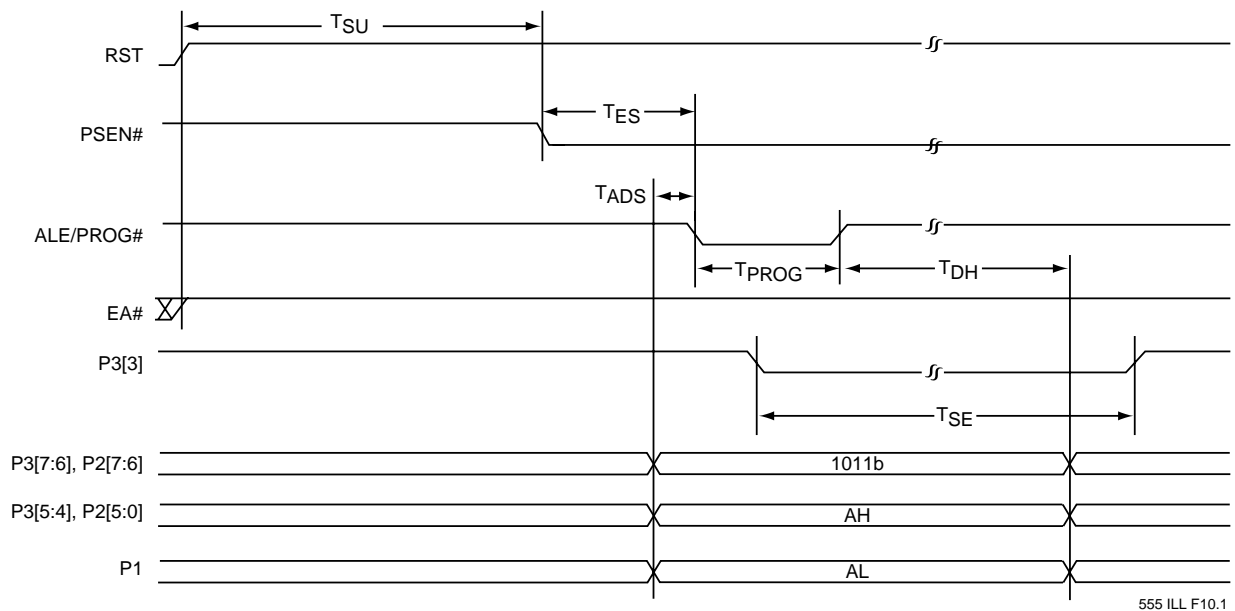 TSU
RST
TES
PSEN#
TADS
ALE/PROG#
TPROG
TDH
EA#
P3[3]
TSE
P3[7:6], P2[7:6]
1011b
P3[5:4], P2[5:0]
AH
P1
AL
555 ILL F10.1